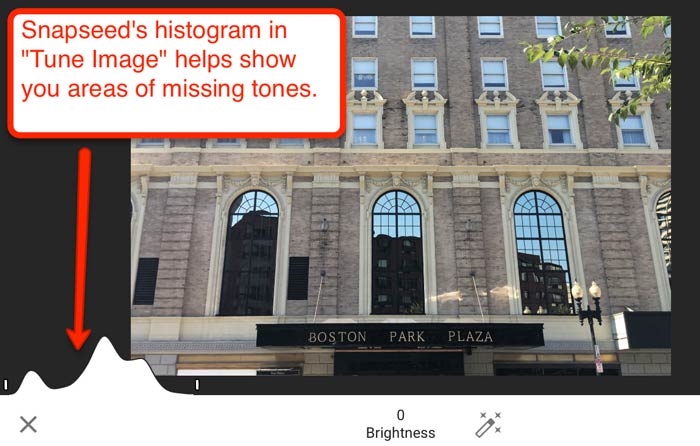 Snapseed's histogram in
"Tune Image" helps show
you areas of missing tones.
BOSTON PARK PLAZA
0
Brightness